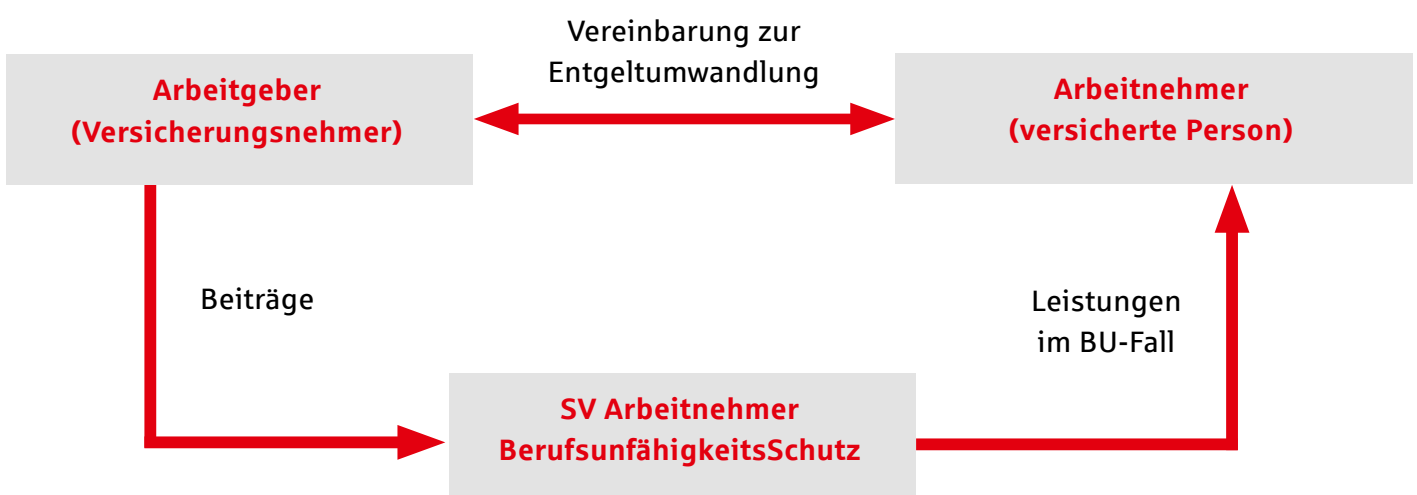 Vereinbarung zur
Entgeltumwandlung
Arbeitgeber
(Versicherungsnehmer)
Arbeitnehmer
(versicherte Person)
Beiträge
Leistungen
im BU-Fall
SV Arbeitnehmer
BerufsunfähigkeitsSchutz